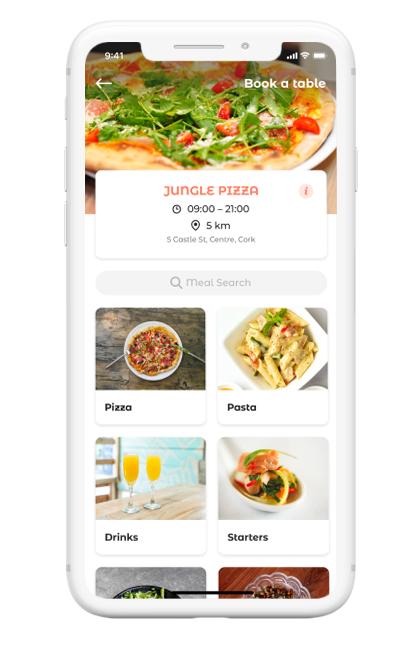 9:41
Book a table
JUNGLE PIZZA
i
09:00 – 21:00
5 km
5 Castle St, Centre, Cork
Meal Search
Pizza
Pasta
Drinks
Starters